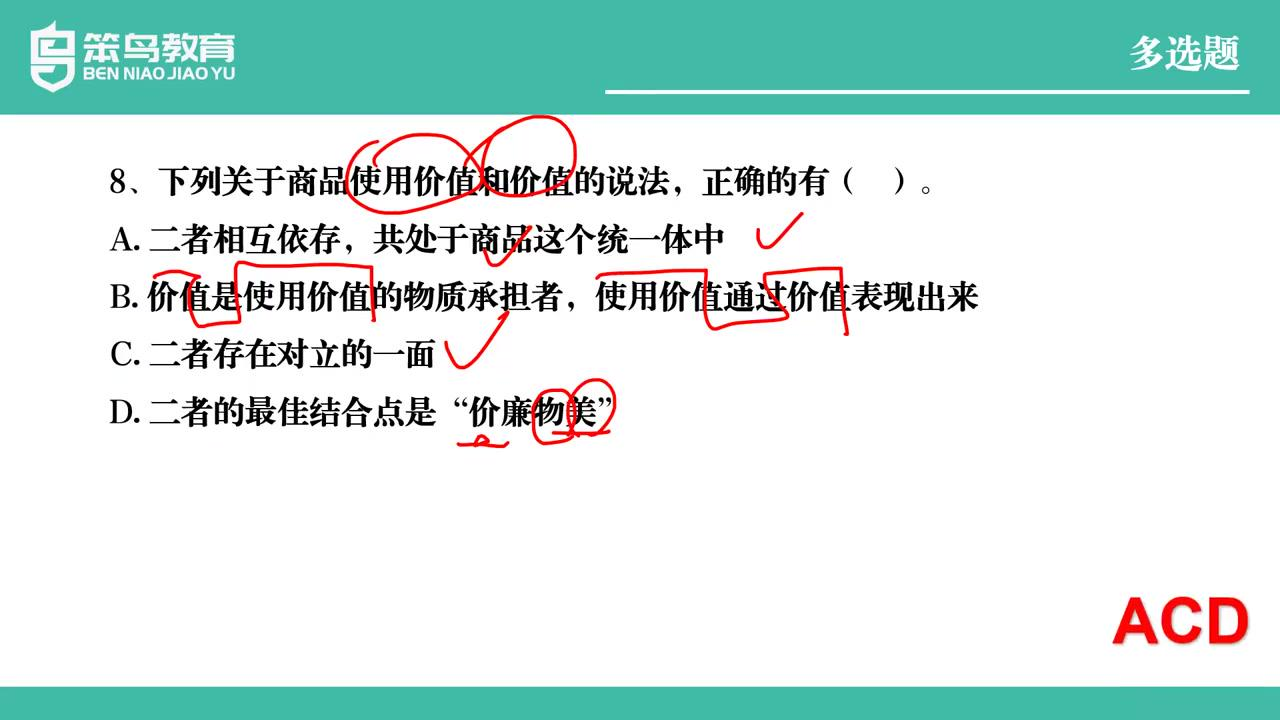 笨鸟教育
BEN NIAO JIAO YU
多选题
8、下列关于商品使用价值和价值的说法，正确的有（　）。
A. 二者相互依存，共处于商品这个统一体中
B. 价值是使用价值的物质承担者，使用价值通过价值表现出来
C. 二者存在对立的一面
D. 二者的最佳结合点是“价廉物美”
ACD